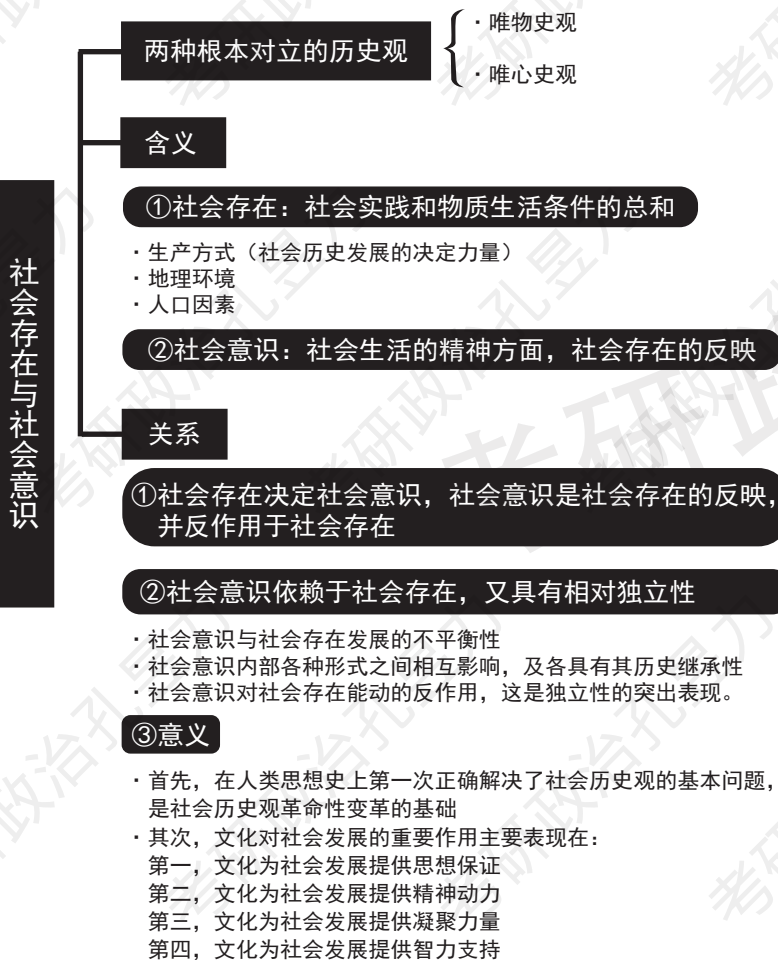 社会存在与社会意识
两种根本对立的历史观
·唯物史观
·唯心史观
含义
①社会存在：社会实践和物质生活条件的总和
·生产方式（社会历史发展的决定力量）
·地理环境
·人口因素
②社会意识：社会生活的精神方面，社会存在的反映
关系
①社会存在决定社会意识，社会意识是社会存在的反映，
并反作用于社会存在
②社会意识依赖于社会存在，又具有相对独立性
·社会意识与社会存在发展的不平衡性
·社会意识内部各种形式之间相互影响，及各具有其历史继承性
·社会意识对社会存在能动的反作用，这是独立性的突出表现。
③意义
·首先，在人类思想史上第一次正确解决了社会历史观的基本问题，
是社会历史观革命性变革的基础
·其次，文化对社会发展的重要作用主要表现在：
第一，文化为社会发展提供思想保证
第二，文化为社会发展提供精神动力
第三，文化为社会发展提供凝聚力量
第四，文化为社会发展提供智力支持
考研政治孔昱力